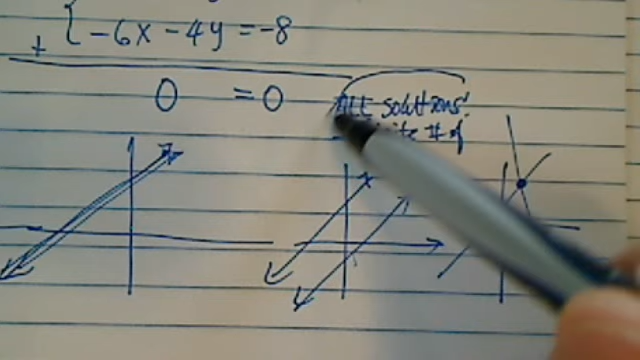 + { -6x - 4y = -8
0 = 0
ALL solutions!
# of